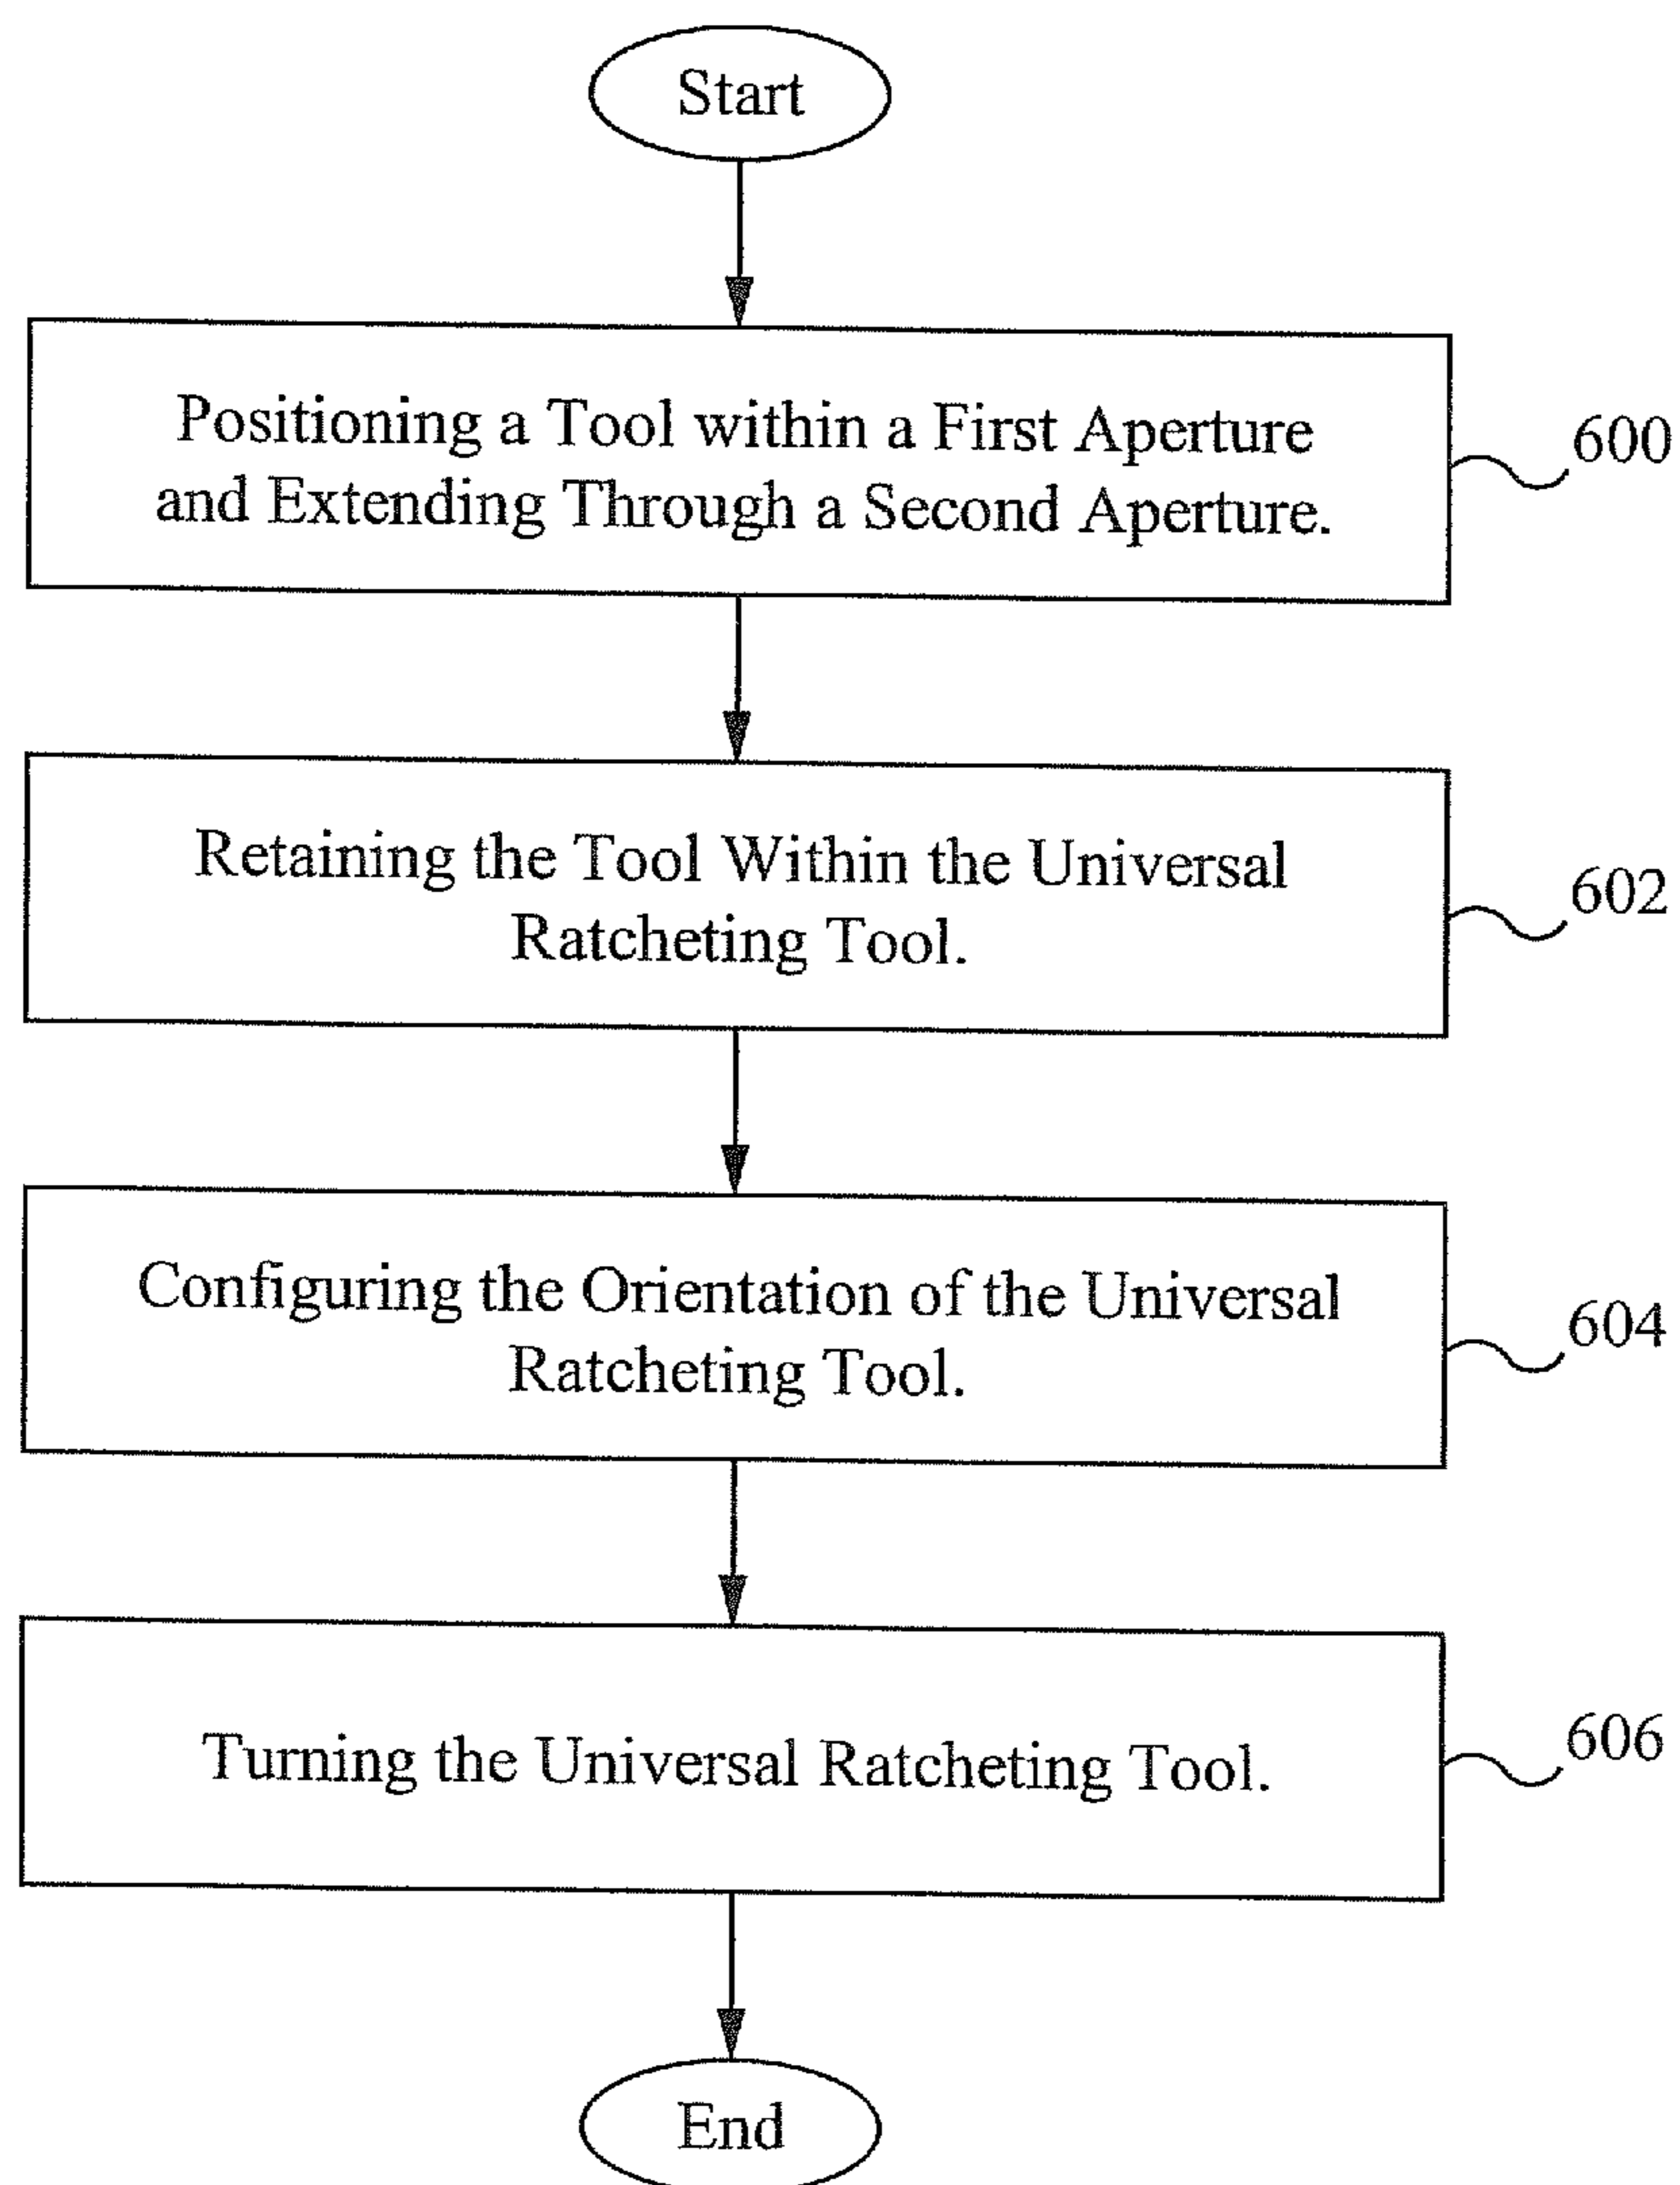 Start
Positioning a Tool within a First Aperture
and Extending Through a Second Aperture.
600
Retaining the Tool Within the Universal
Ratcheting Tool.
602
Configuring the Orientation of the Universal
Ratcheting Tool.
604
Turning the Universal Ratcheting Tool.
606
End